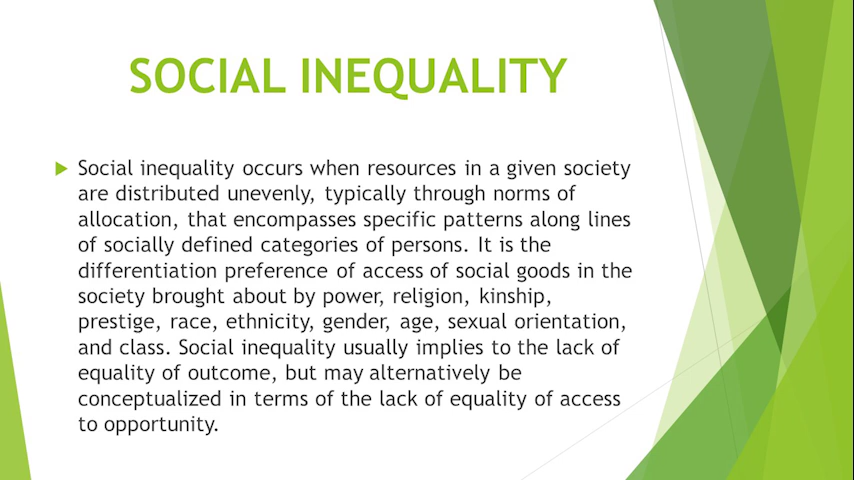 SOCIAL INEQUALITY
Social inequality occurs when resources in a given society
are distributed unevenly, typically through norms of
allocation, that encompasses specific patterns along lines
of socially defined categories of persons. It is the
differentiation preference of access of social goods in the
society brought about by power, religion, kinship,
prestige, race, ethnicity, gender, age, sexual orientation,
and class. Social inequality usually implies to the lack of
equality of outcome, but may alternatively be
conceptualized in terms of the lack of equality of access
to opportunity.